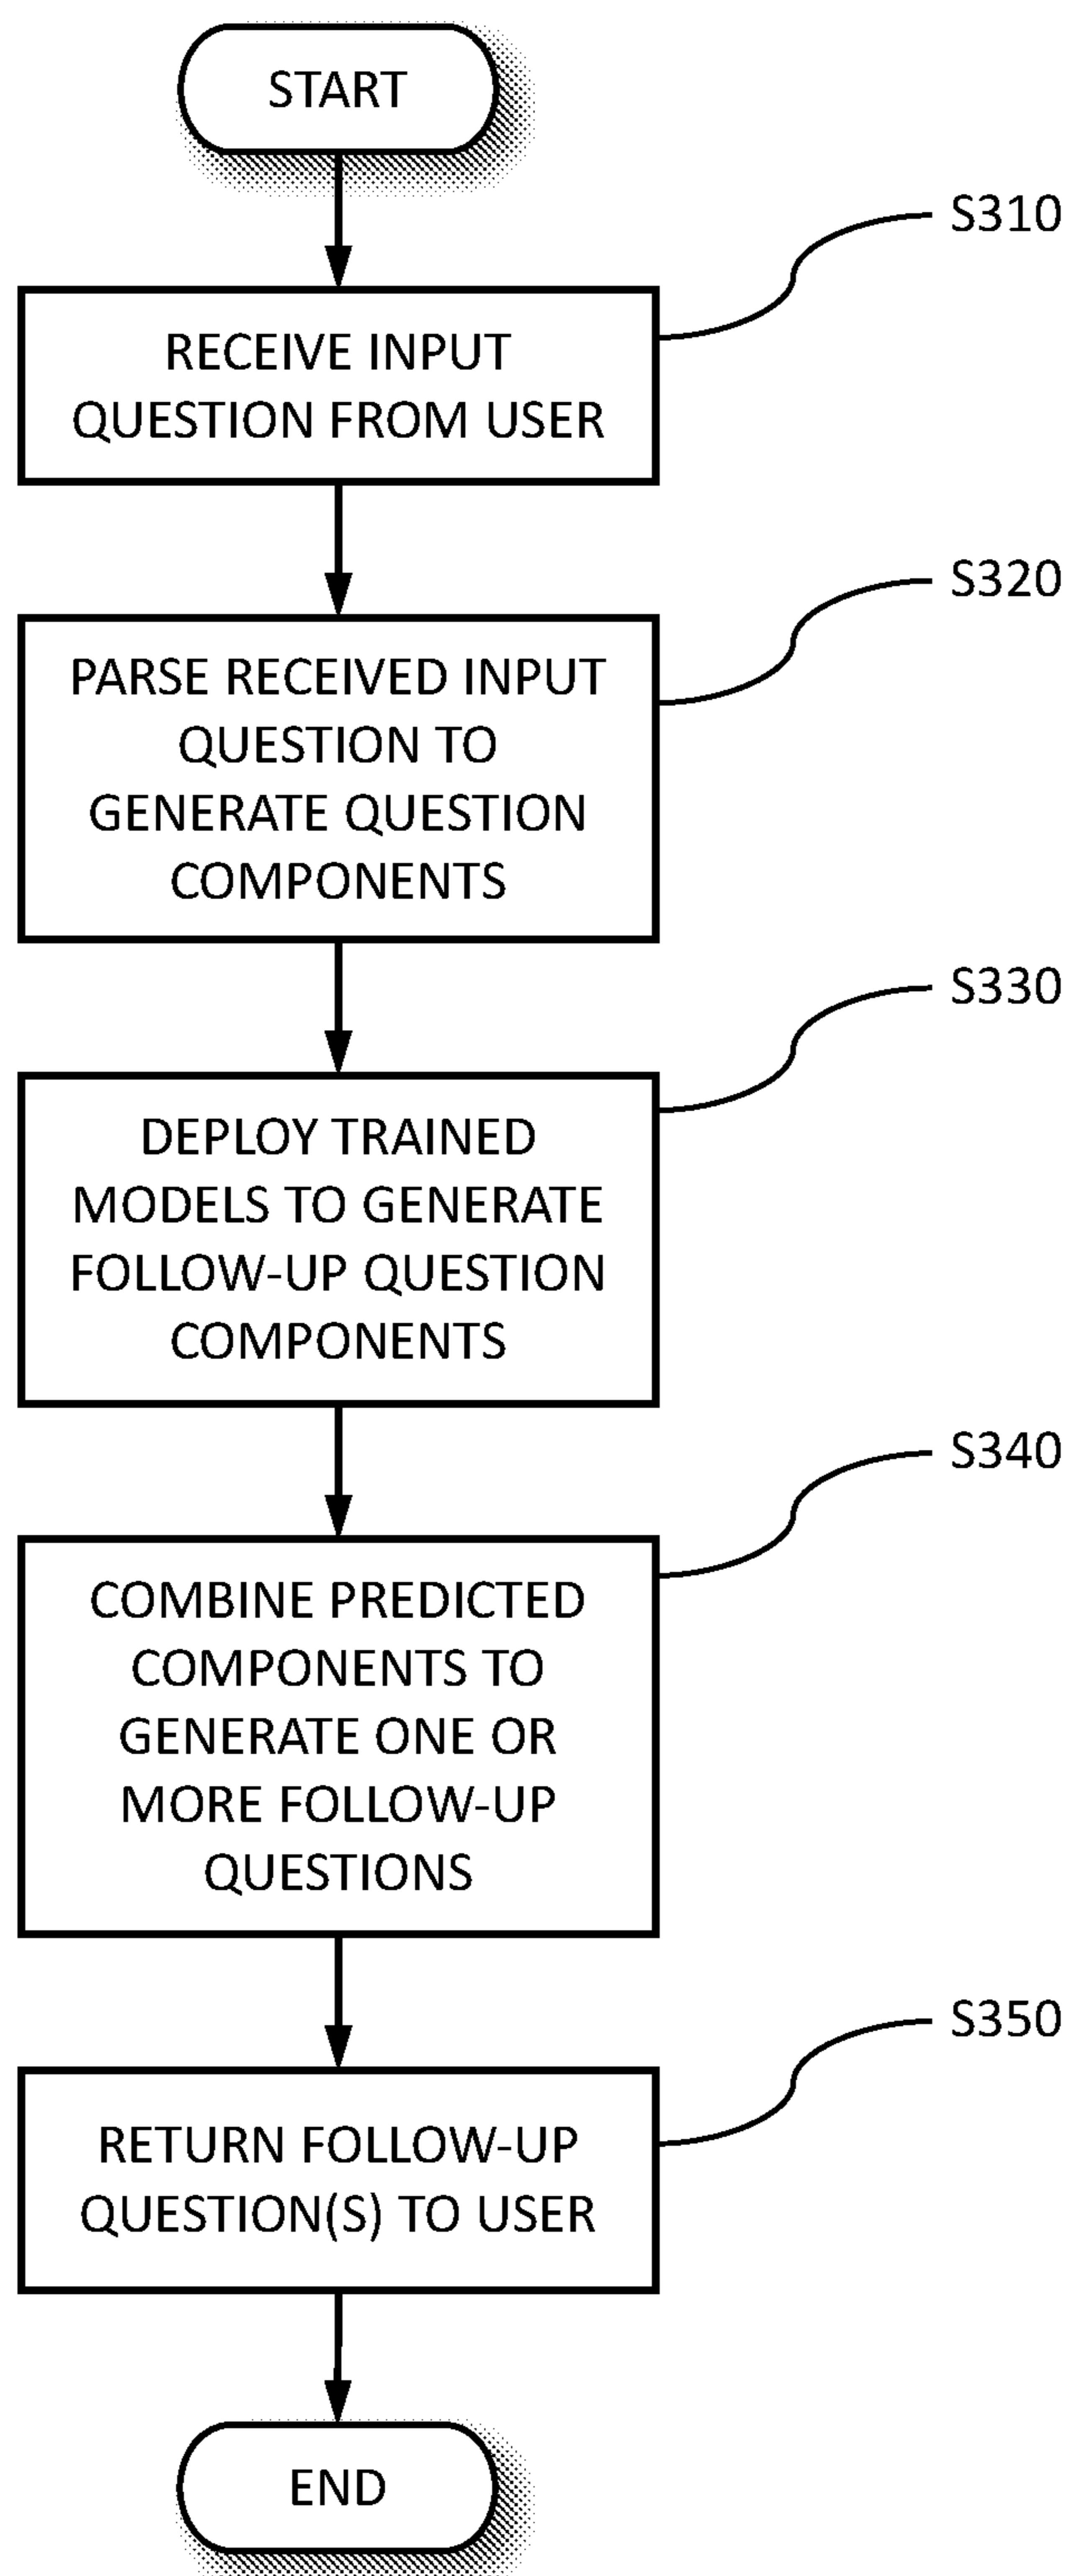 START
S310
RECEIVE INPUT
QUESTION FROM USER
S320
PARSE RECEIVED INPUT
QUESTION TO
GENERATE QUESTION
COMPONENTS
S330
DEPLOY TRAINED
MODELS TO GENERATE
FOLLOW-UP QUESTION
COMPONENTS
S340
COMBINE PREDICTED
COMPONENTS TO
GENERATE ONE OR
MORE FOLLOW-UP
QUESTIONS
S350
RETURN FOLLOW-UP
QUESTION(S) TO USER
END